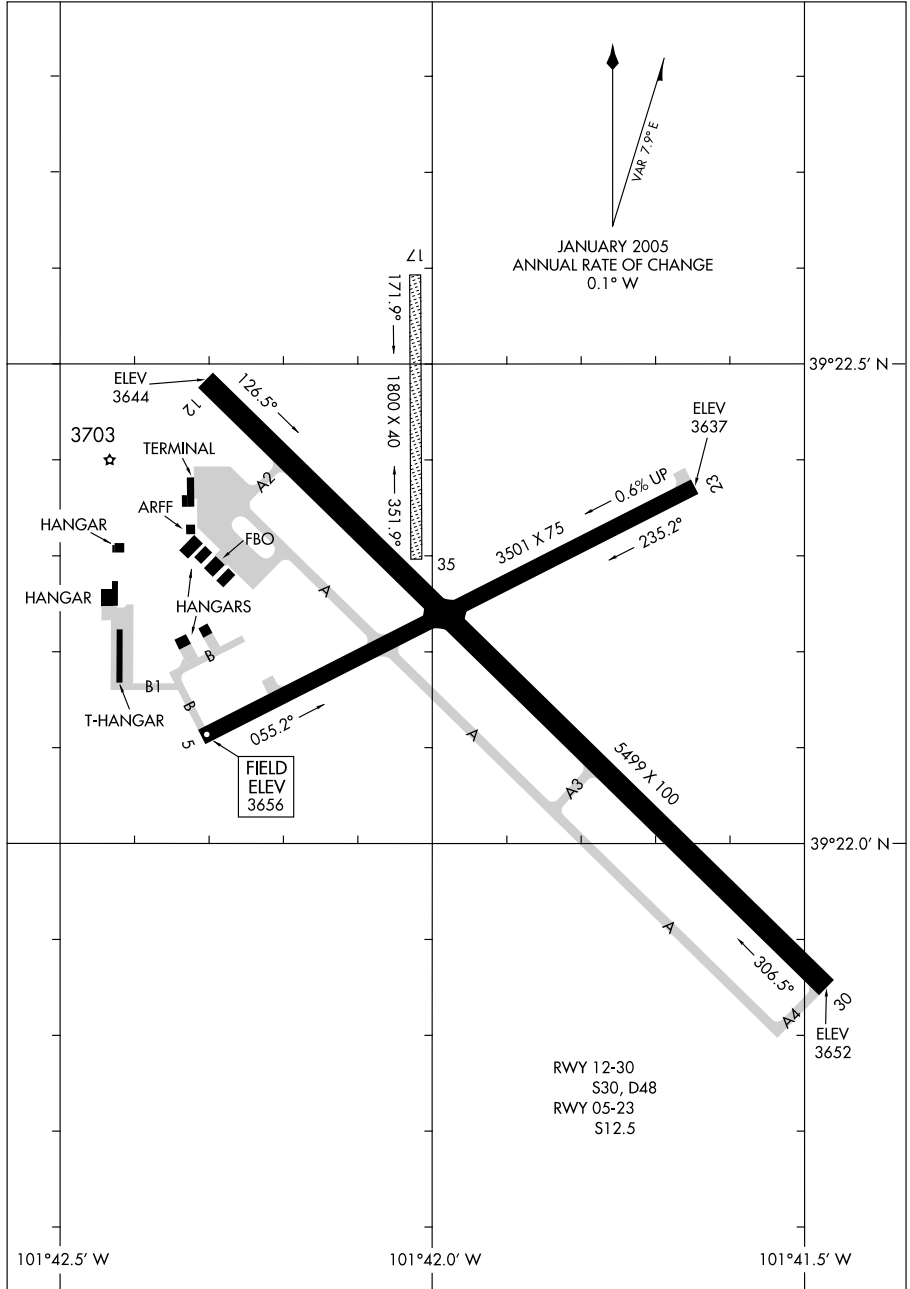 VAR 7.9° E
JANUARY 2005
ANNUAL RATE OF CHANGE
0.1° W
17
171.9°
1800 X 40
351.9°
35
39°22.5' N
ELEV
3644
126.5°
12
ELEV
3637
3703
TERMINAL
A2
0.6% UP
23
ARFF
3501 X 75
235.2°
HANGAR
FBO
A
HANGAR
HANGARS
B
B1
B
T-HANGAR
5
055.2°
A
FIELD
ELEV
3656
5499 X 100
A3
39°22.0' N
A
306.5°
30
A4
ELEV
3652
RWY 12-30
S30, D48
RWY 05-23
S12.5
101°42.5' W
101°42.0' W
101°41.5' W